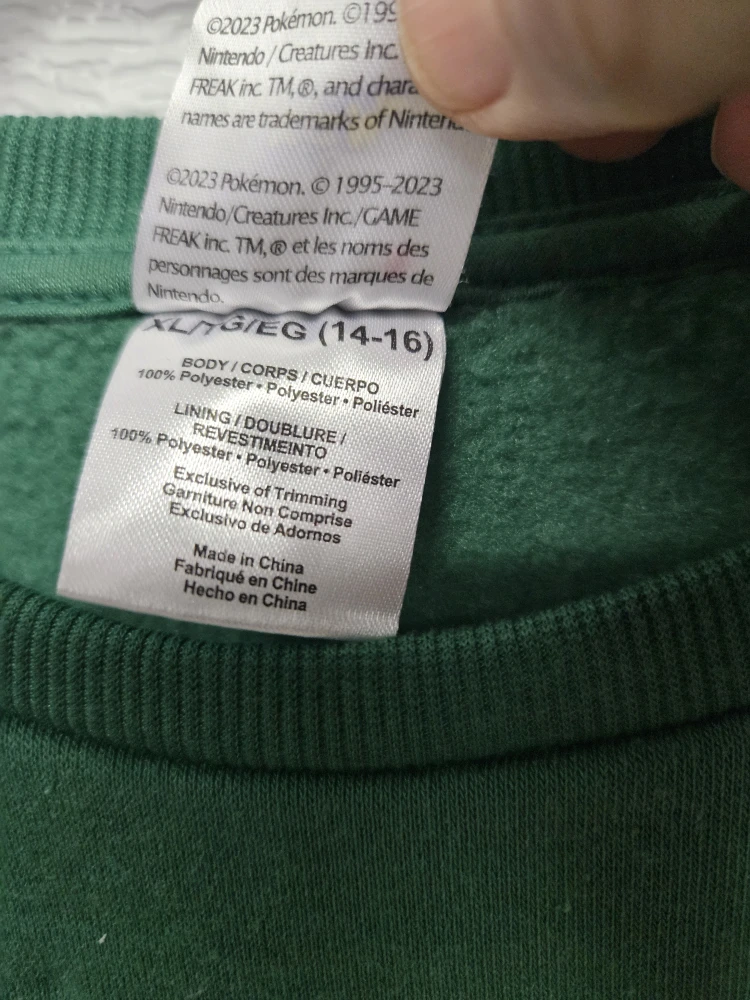 ©2023 Pokémon. ©199
Nintendo / Creatures Inc.
FREAK inc. TM,®, and chara
names are trademarks of Ninten
©2023 Pokémon. © 1995–2023
Nintendo/Creatures Inc./GAME
FREAK inc. TM,® et les noms des
personnages sont des marques de
Nintendo.
XL/TG/EG (14-16)
BODY / CORPS / CUERPO
100% Polyester • Polyester • Poliéster
LINING / DOUBLURE /
REVESTIMEINTO
100% Polyester • Polyester • Poliéster
Exclusive of Trimming
Garniture Non Comprise
Exclusivo de Adornos
Made in China
Fabriqué en Chine
Hecho en China